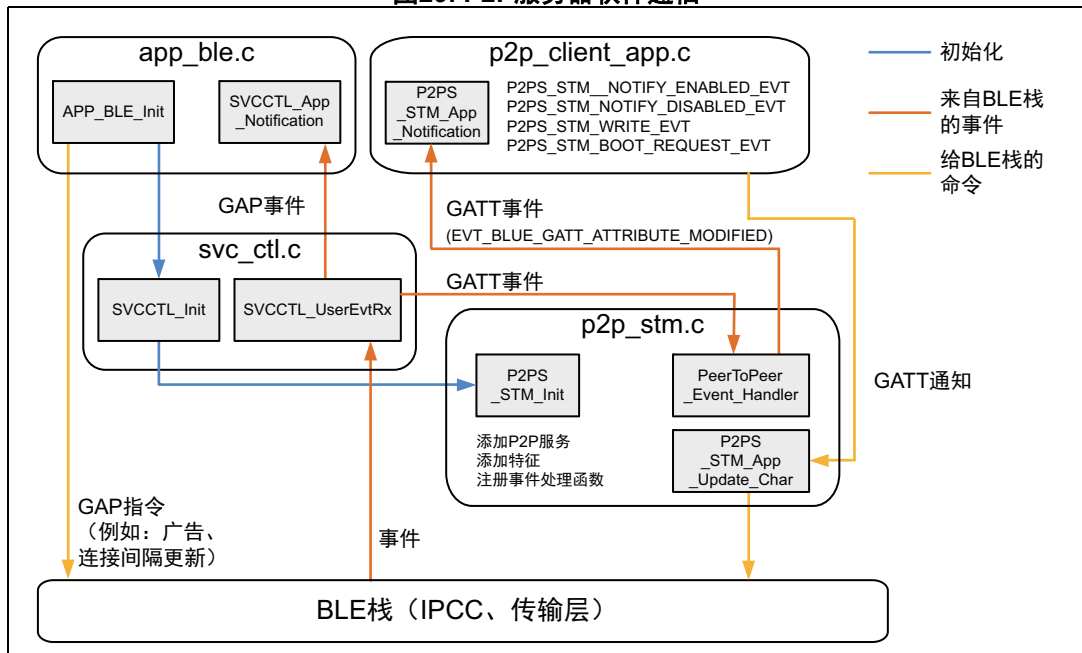 app_ble.c
APP_BLE_Init
SVCCTL_App
_Notification
p2p_client_app.c
P2PS
_STM_App
_Notification
P2PS_STM__NOTIFY_ENABLED_EVT
P2PS_STM_NOTIFY_DISABLED_EVT
P2PS_STM_WRITE_EVT
P2PS_STM_BOOT_REQUEST_EVT
初始化
来自BLE栈
的事件
给BLE栈的
命令
GAP事件
GATT事件
(EVT_BLUE_GATT_ATTRIBUTE_MODIFIED)
svc_ctl.c
SVCCTL_Init
SVCCTL_UserEvtRx
GATT事件
p2p_stm.c
P2PS
_STM_Init
PeerToPeer
_Event_Handler
添加P2P服务
添加特征
注册事件处理函数
P2PS
_STM_App
_Update_Char
GATT通知
GAP指令
（例如：广告、
连接间隔更新）
事件
BLE栈（IPCC、传输层）